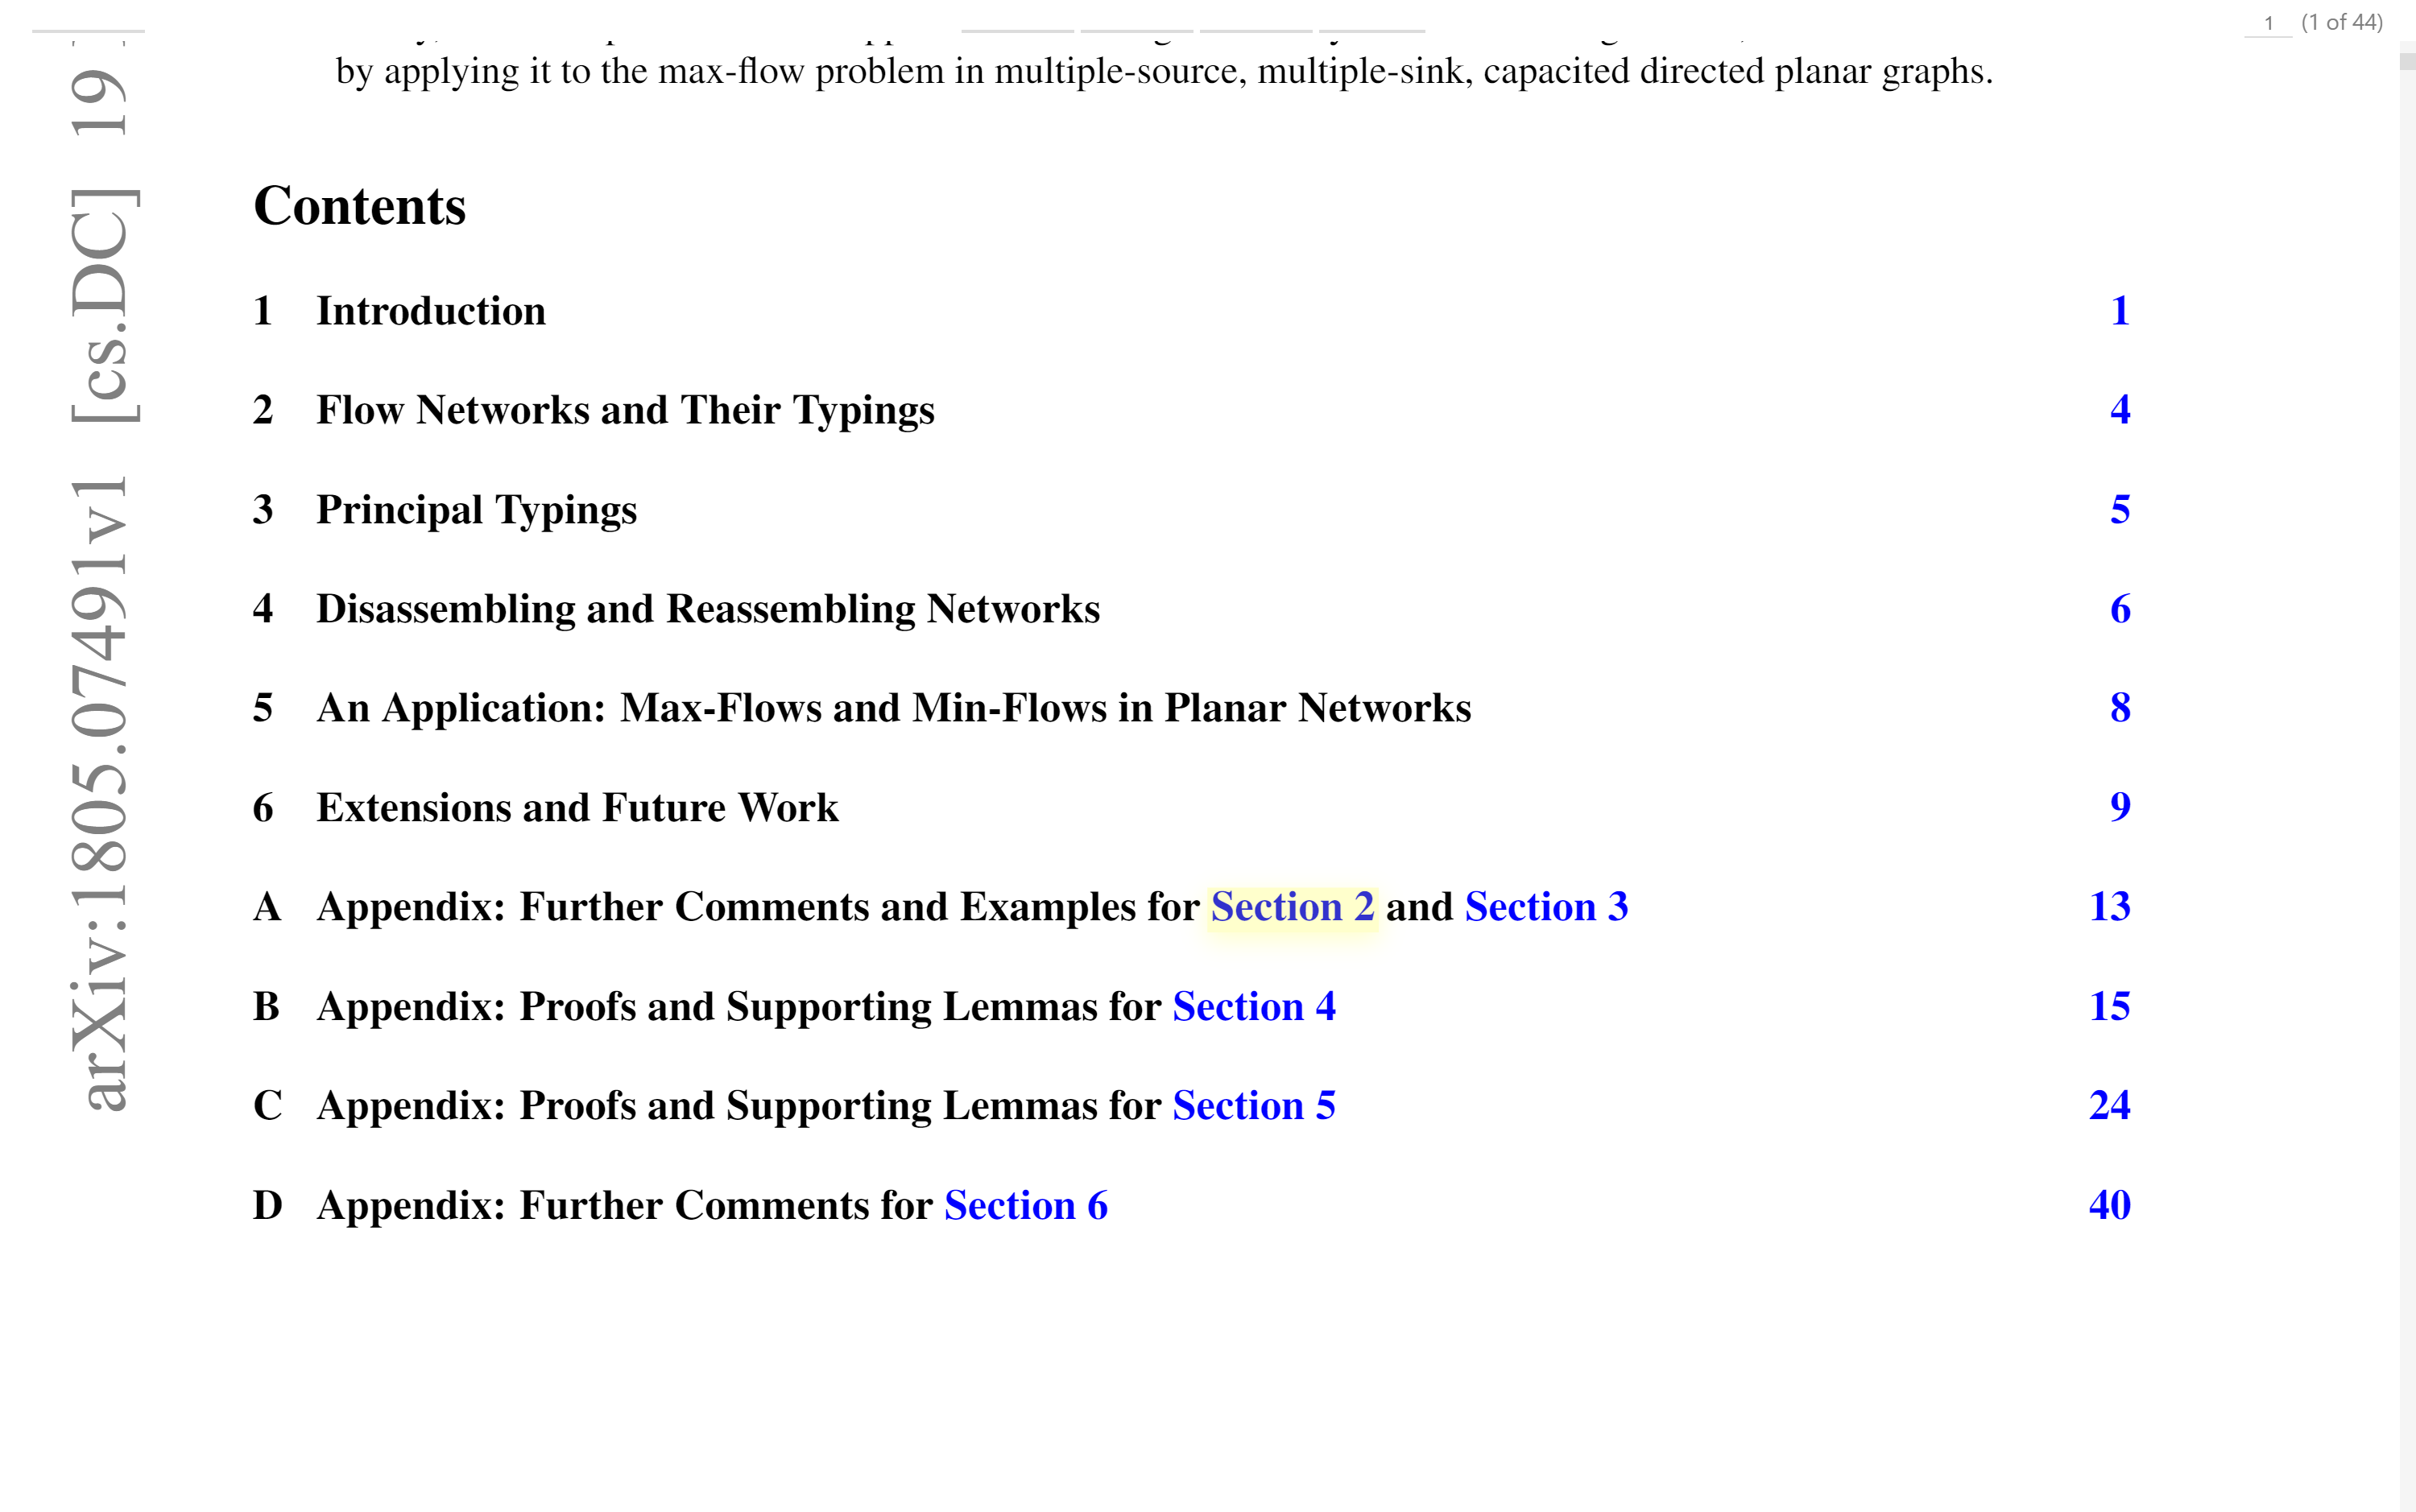 1 (1 of 44)
by applying it to the max-flow problem in multiple-source, multiple-sink, capacited directed planar graphs.
arXiv:1805.07491v1 [cs.DC] 19
Contents
1 Introduction 1
2 Flow Networks and Their Typings 4
3 Principal Typings 5
4 Disassembling and Reassembling Networks 6
5 An Application: Max-Flows and Min-Flows in Planar Networks 8
6 Extensions and Future Work 9
A Appendix: Further Comments and Examples for Section 2 and Section 3 13
B Appendix: Proofs and Supporting Lemmas for Section 4 15
C Appendix: Proofs and Supporting Lemmas for Section 5 24
D Appendix: Further Comments for Section 6 40